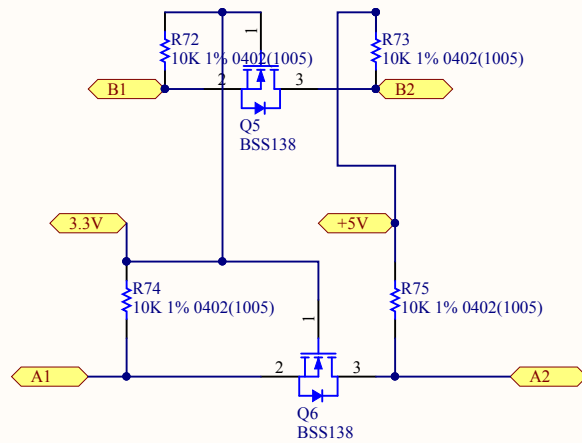 R72
10K 1% 0402(1005)
R73
10K 1% 0402(1005)
1
B1
2
3
B2
Q5
BSS138
3.3V
+5V
R74
10K 1% 0402(1005)
R75
10K 1% 0402(1005)
1
A1
2
3
A2
Q6
BSS138